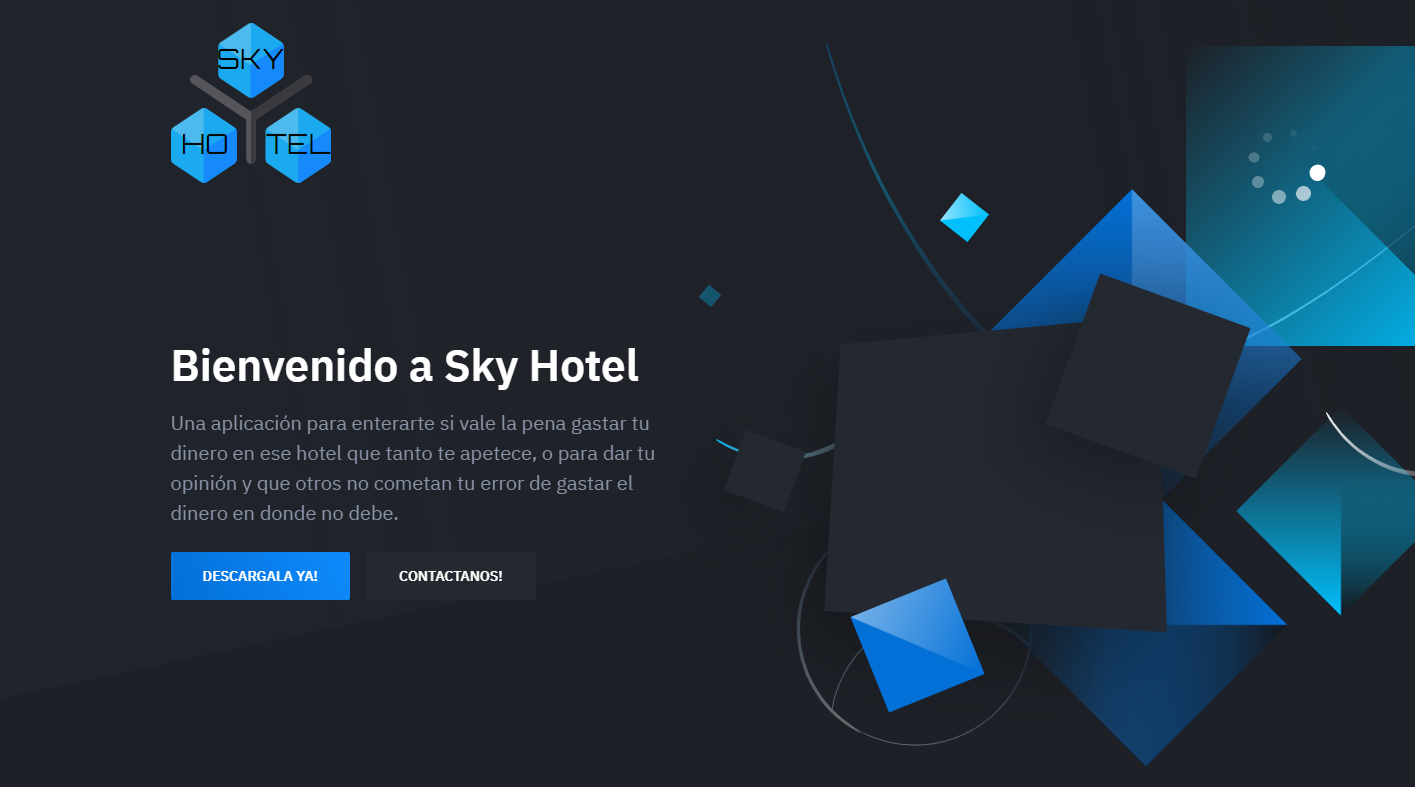 SKY
HO TEL
Bienvenido a Sky Hotel
Una aplicación para enterarte si vale la pena gastar tu
dinero en ese hotel que tanto te apetece, o para dar tu
opinión y que otros no cometan tu error de gastar el
dinero en donde no debe.
DESCARGALA YA! CONTACTANOS!